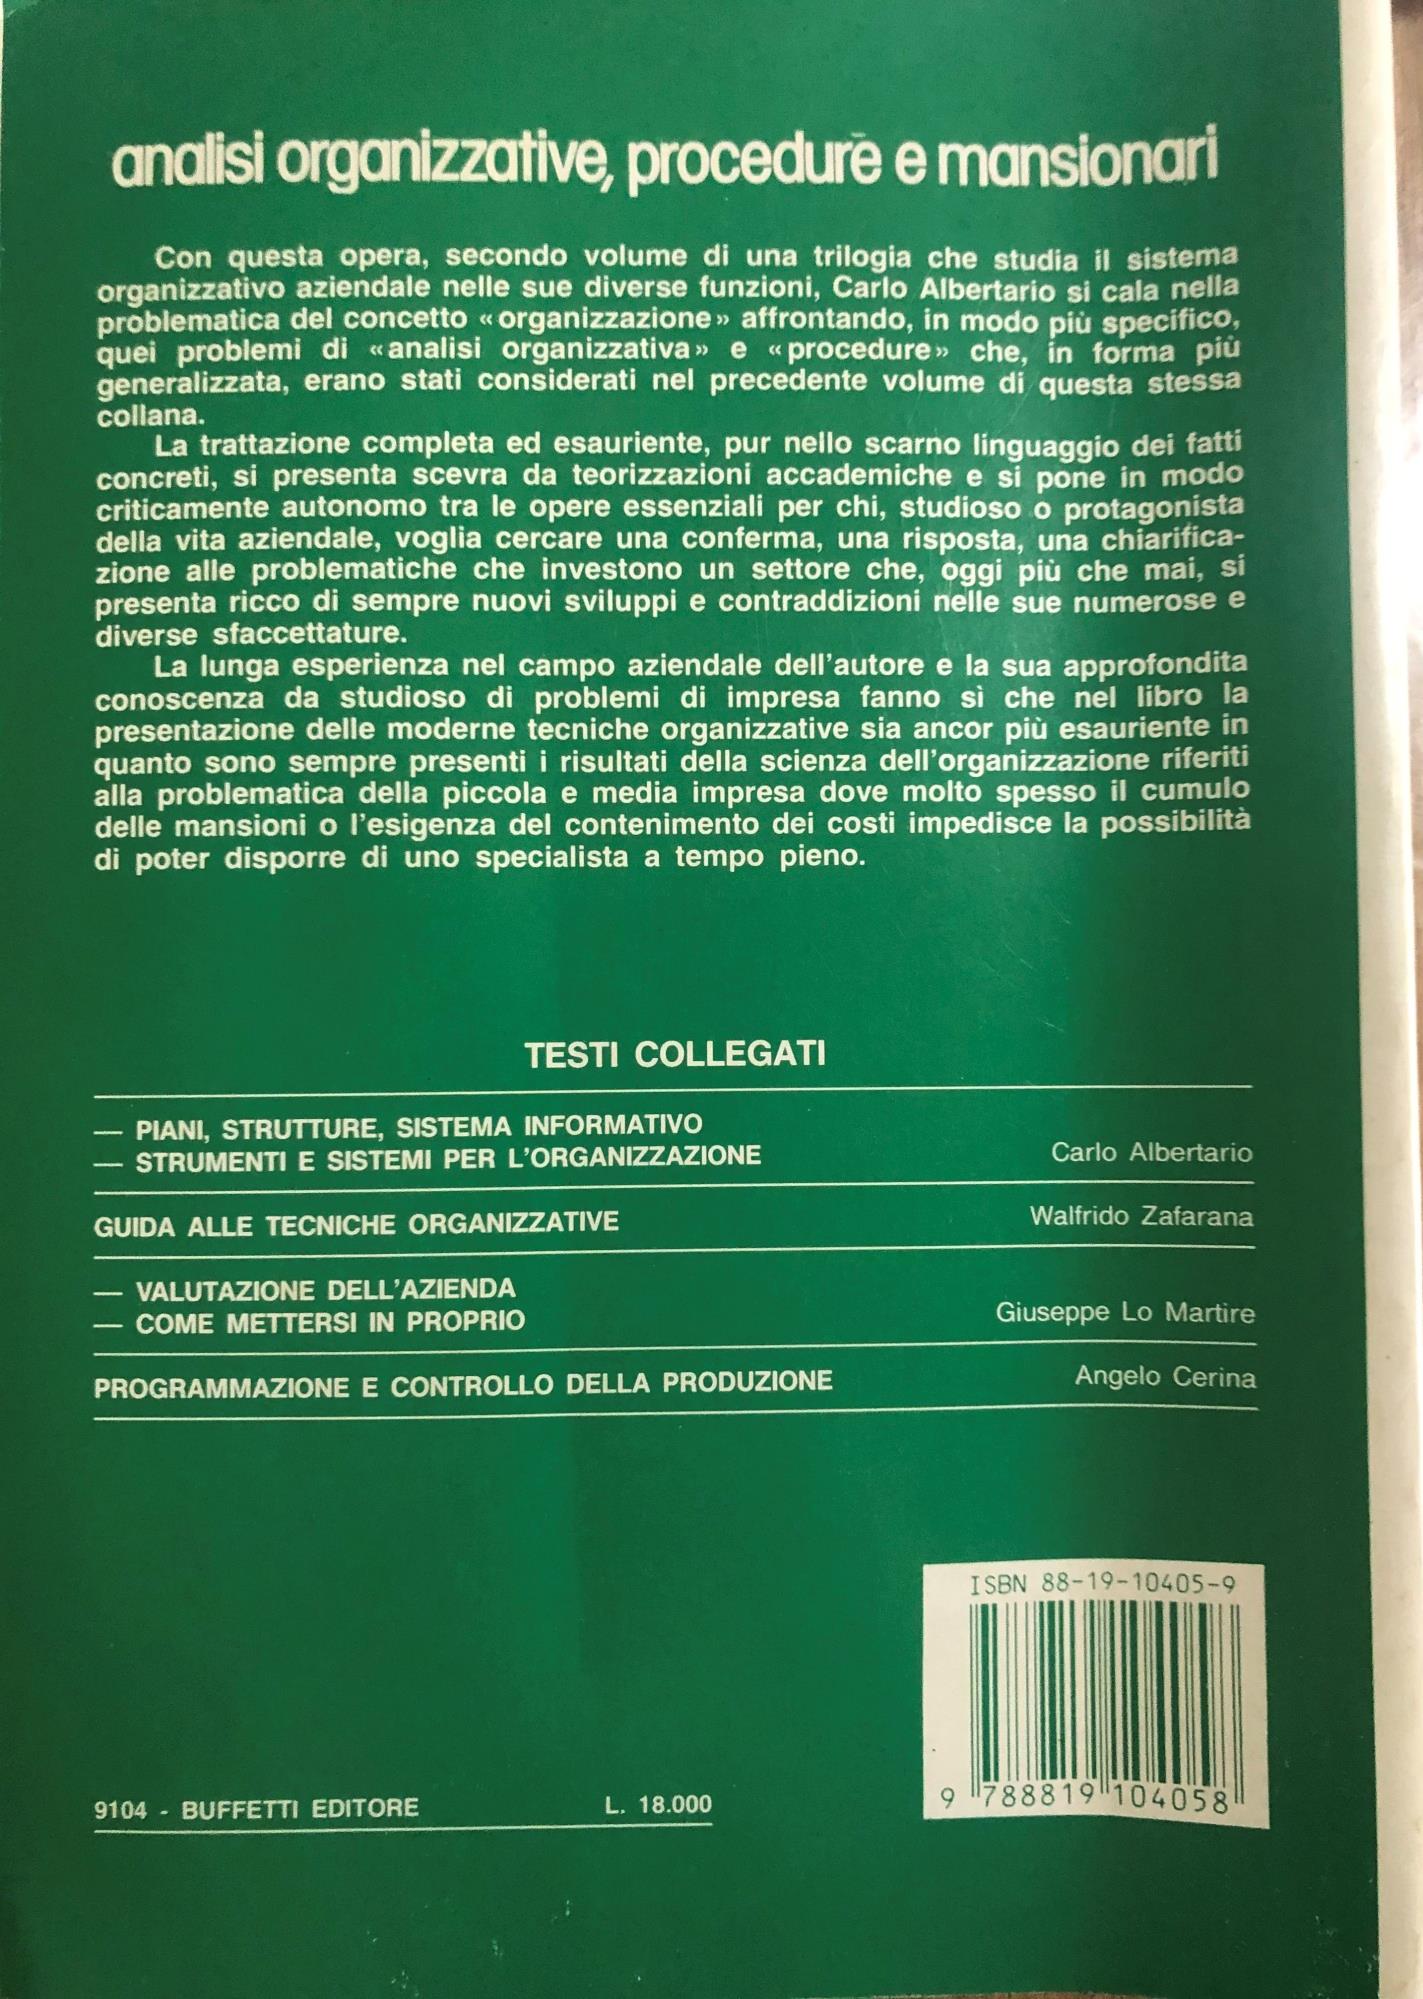 analisi organizzative, procedure e mansionari
Con questa opera, secondo volume di una trilogia che studia il sistema
organizzativo aziendale nelle sue diverse funzioni, Carlo Albertario si cala nella
problematica del concetto «organizzazione» affrontando, in modo più specifico,
quei problemi di «analisi organizzativa» e «procedure» che, in forma più
generalizzata, erano stati considerati nel precedente volume di questa stessa
collana.
La trattazione completa ed esauriente, pur nello scarno linguaggio dei fatti
concreti, si presenta scevra da teorizzazioni accademiche e si pone in modo
criticamente autonomo tra le opere essenziali per chi, studioso o protagonista
della vita aziendale, voglia cercare una conferma, una risposta, una chiarifica-
zione alle problematiche che investono un settore che, oggi più che mai, si
presenta ricco di sempre nuovi sviluppi e contraddizioni nelle sue numerose e
diverse sfaccettature.
La lunga esperienza nel campo aziendale dell'autore e la sua approfondita
conoscenza da studioso di problemi di impresa fanno sì che nel libro la
presentazione delle moderne tecniche organizzative sia ancor più esauriente in
quanto sono sempre presenti i risultati della scienza dell'organizzazione riferiti
alla problematica della piccola e media impresa dove molto spesso il cumulo
delle mansioni o l'esigenza del contenimento dei costi impedisce la possibilità
di poter disporre di uno specialista a tempo pieno.
TESTI COLLEGATI
— PIANI, STRUTTURE, SISTEMA INFORMATIVO
— STRUMENTI E SISTEMI PER L'ORGANIZZAZIONE Carlo Albertario
GUIDA ALLE TECNICHE ORGANIZZATIVE Walfrido Zafarana
— VALUTAZIONE DELL'AZIENDA
— COME METTERSI IN PROPRIO Giuseppe Lo Martire
PROGRAMMAZIONE E CONTROLLO DELLA PRODUZIONE Angelo Cerina
ISBN 88-19-10405-9
9 788819 104058
9104 - BUFFETTI EDITORE L. 18.000